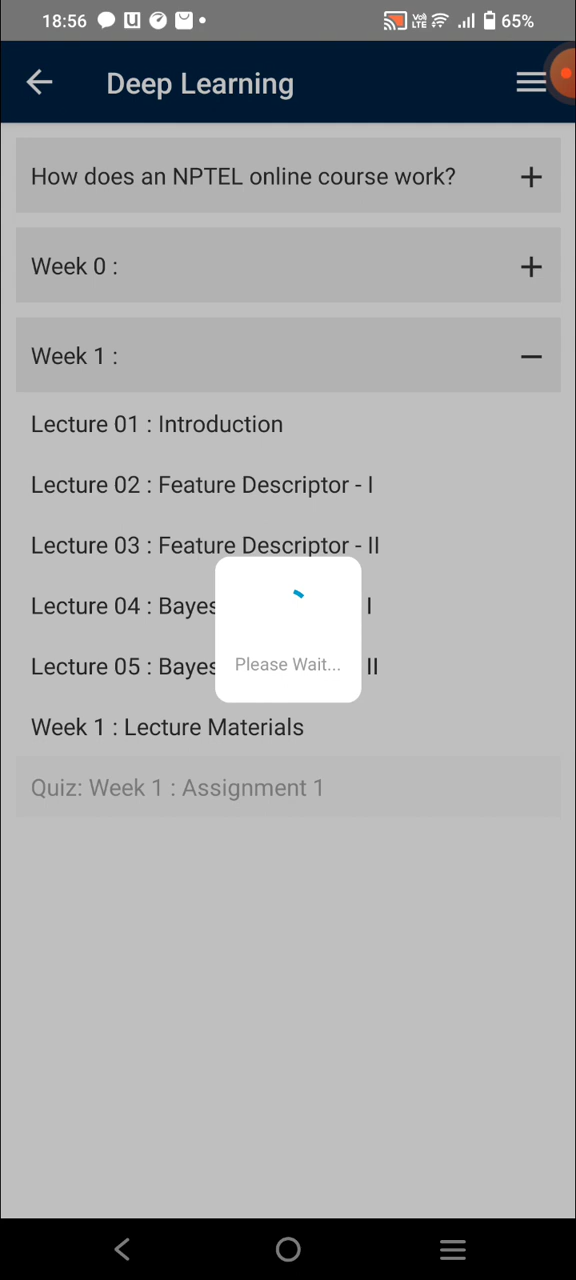 18:56 u Vo) LTE 65%
Deep Learning
How does an NPTEL online course work? +
Week 0 : +
Week 1 : −
Lecture 01 : Introduction
Lecture 02 : Feature Descriptor - I
Lecture 03 : Feature Descriptor - II
Lecture 04 : Bayes I
Lecture 05 : Bayes II
Please Wait...
Week 1 : Lecture Materials
Quiz: Week 1 : Assignment 1